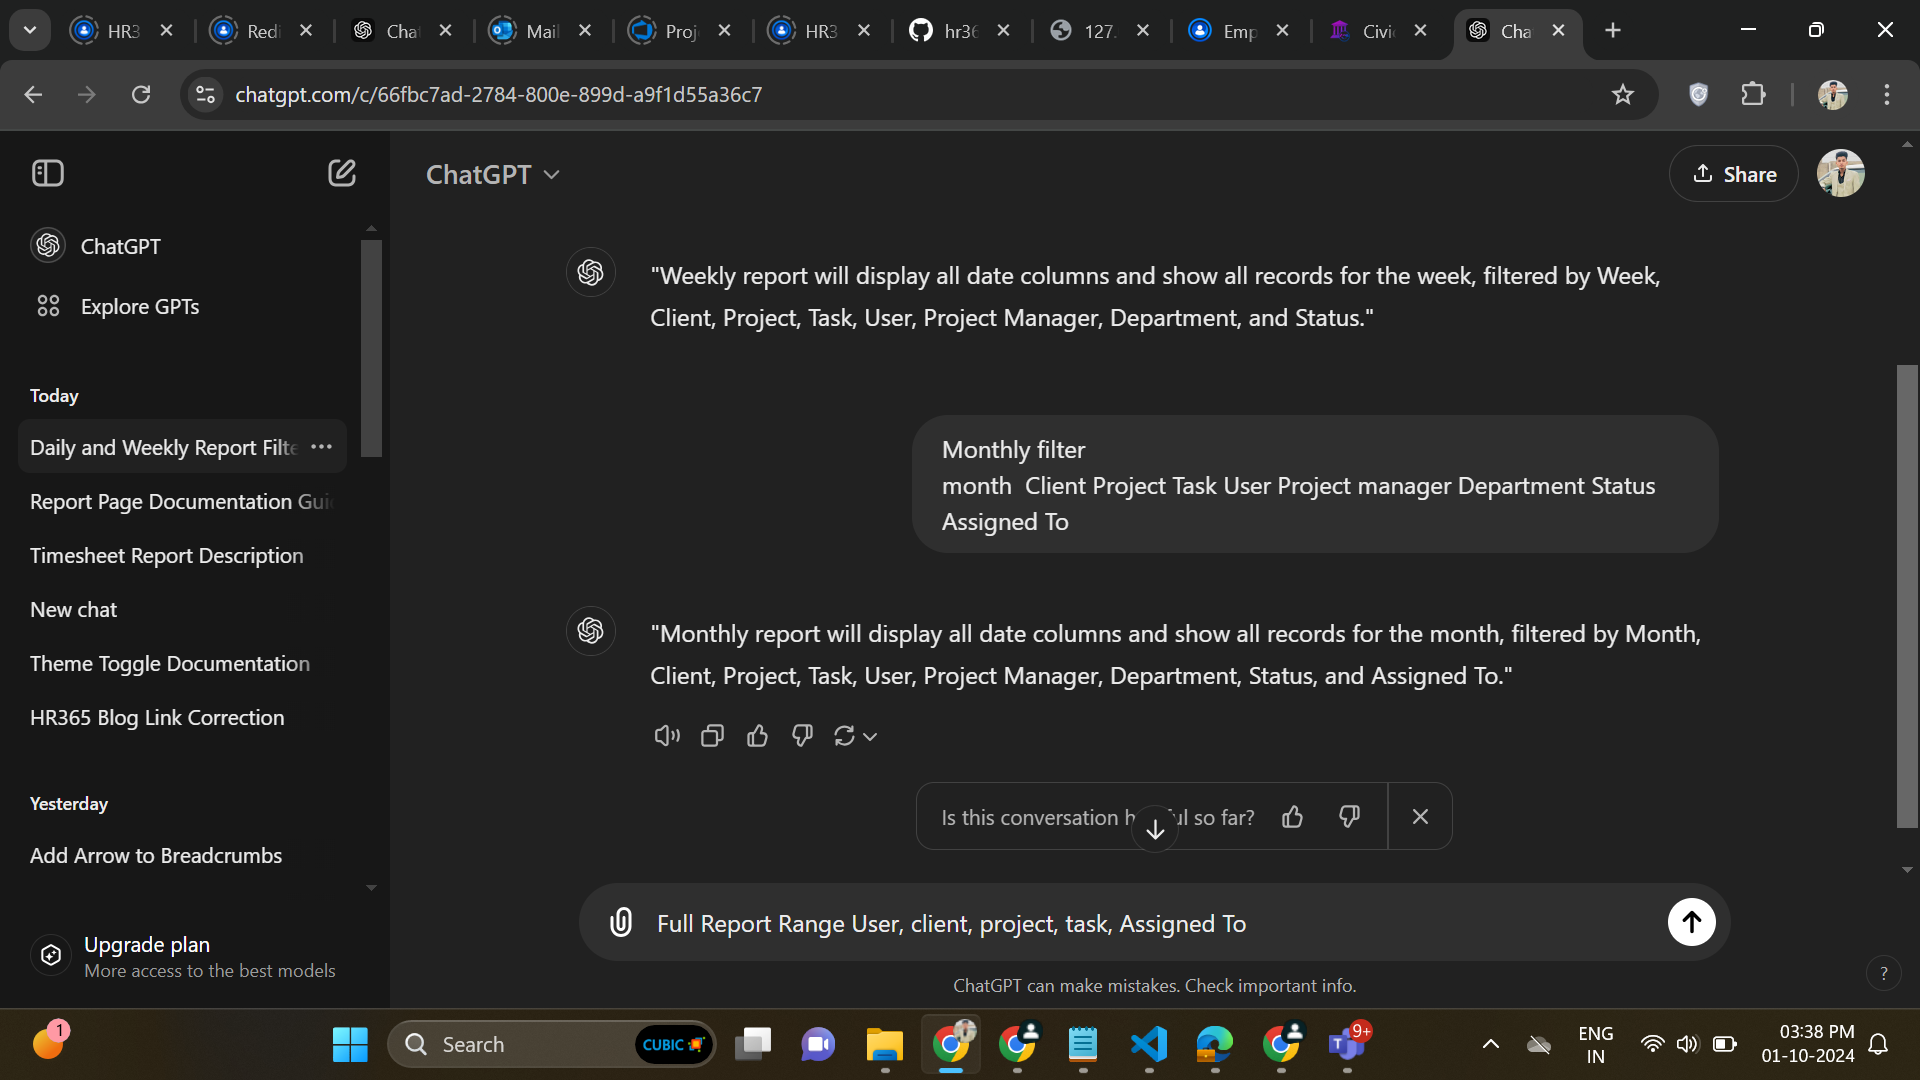 HR3
Redi
Chat
Mail
Proj
HR3
hr36
127.
Emp
Civi
Cha
chatgpt.com/c/66fbc7ad-2784-800e-899d-a9f1d55a36c7
ChatGPT
Share
ChatGPT
Explore GPTs
Today
Daily and Weekly Report Filte
Report Page Documentation Gui
Timesheet Report Description
New chat
Theme Toggle Documentation
HR365 Blog Link Correction
Yesterday
Add Arrow to Breadcrumbs
Upgrade plan
More access to the best models
"Weekly report will display all date columns and show all records for the week, filtered by Week,
Client, Project, Task, User, Project Manager, Department, and Status."
Monthly filter
month  Client Project Task User Project manager Department Status
Assigned To
"Monthly report will display all date columns and show all records for the month, filtered by Month,
Client, Project, Task, User, Project Manager, Department, Status, and Assigned To."
Is this conversation h ul so far?
Full Report Range User, client, project, task, Assigned To
ChatGPT can make mistakes. Check important info.
?
1
Search
CUBIC
T
9+
ENG
IN
03:38 PM
01-10-2024